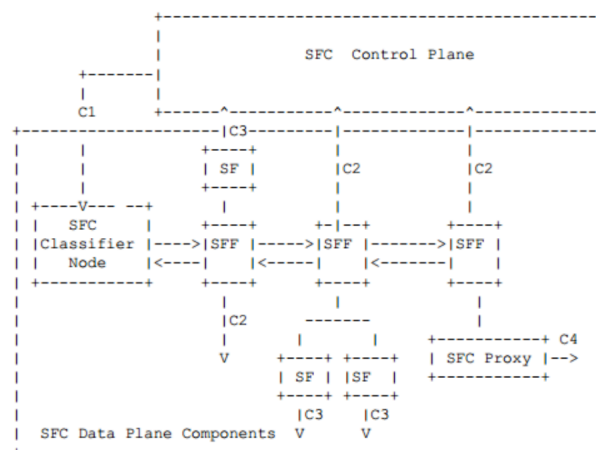 SFC Control Plane
C1
C3
SF C2 C2
SFC
Classifier SFF SFF SFF
Node
C2
C4
V SFC Proxy
SF SF
C3 C3
SFC Data Plane Components V V